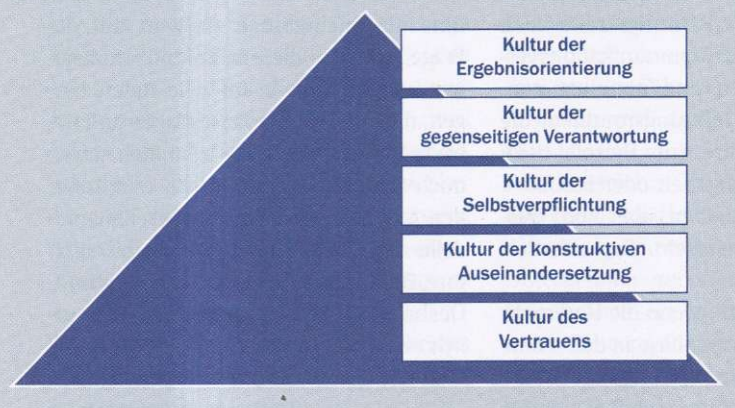 Kultur der
Ergebnisorientierung
Kultur der
gegenseitigen Verantwortung
Kultur der
Selbstverpflichtung
Kultur der konstruktiven
Auseinandersetzung
Kultur des
Vertrauens